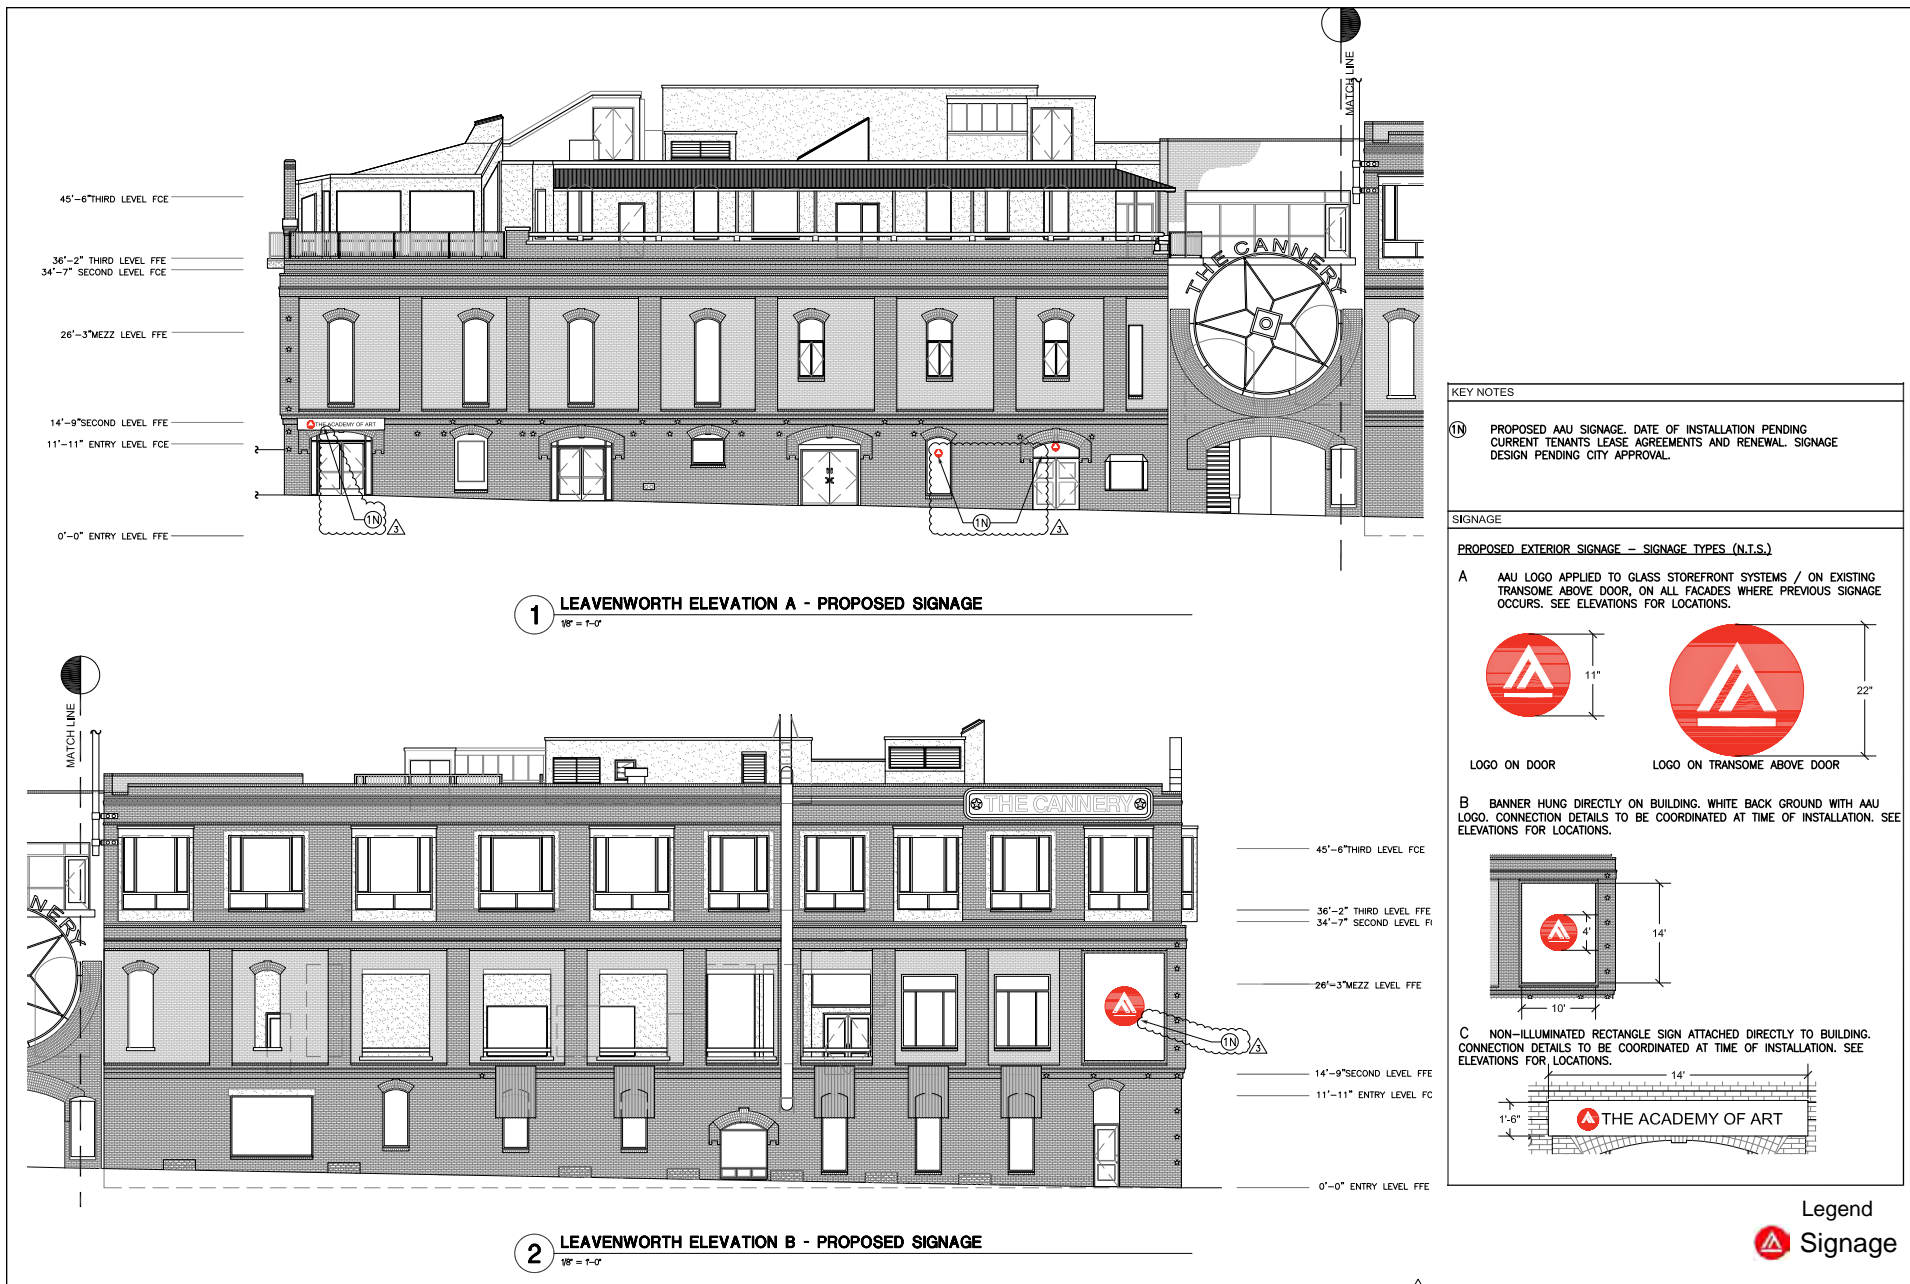 MATCH LINE
45'-6"THIRD LEVEL FCE
36'-2" THIRD LEVEL FFE
34'-7" SECOND LEVEL FCE
26'-3"MEZZ LEVEL FFE
14'-9"SECOND LEVEL FFE
11'-11" ENTRY LEVEL FCE
0'-0" ENTRY LEVEL FFE
THE CANNERY
THE ACADEMY OF ART
1N
3
1N
3
1
LEAVENWORTH ELEVATION A - PROPOSED SIGNAGE
1/8" = 1'-0"
MATCH LINE
NERY
THE CANNERY
45'-6"THIRD LEVEL FCE
36'-2" THIRD LEVEL FFE
34'-7" SECOND LEVEL FC
26'-3"MEZZ LEVEL FFE
1N
3
14'-9"SECOND LEVEL FFE
11'-11" ENTRY LEVEL FC
0'-0" ENTRY LEVEL FFE
2
LEAVENWORTH ELEVATION B - PROPOSED SIGNAGE
1/8" = 1'-0"
KEY NOTES
1N PROPOSED AAU SIGNAGE. DATE OF INSTALLATION PENDING
CURRENT TENANTS LEASE AGREEMENTS AND RENEWAL. SIGNAGE
DESIGN PENDING CITY APPROVAL.
SIGNAGE
PROPOSED EXTERIOR SIGNAGE - SIGNAGE TYPES (N.T.S.)
A AAU LOGO APPLIED TO GLASS STOREFRONT SYSTEMS / ON EXISTING
TRANSOME ABOVE DOOR, ON ALL FACADES WHERE PREVIOUS SIGNAGE
OCCURS. SEE ELEVATIONS FOR LOCATIONS.
11"
22"
LOGO ON DOOR
LOGO ON TRANSOME ABOVE DOOR
B BANNER HUNG DIRECTLY ON BUILDING. WHITE BACK GROUND WITH AAU
LOGO. CONNECTION DETAILS TO BE COORDINATED AT TIME OF INSTALLATION. SEE
ELEVATIONS FOR LOCATIONS.
4'
14'
10'
C NON-ILLUMINATED RECTANGLE SIGN ATTACHED DIRECTLY TO BUILDING.
CONNECTION DETAILS TO BE COORDINATED AT TIME OF INSTALLATION. SEE
ELEVATIONS FOR LOCATIONS.
14'
1'-6"
THE ACADEMY OF ART
Legend
Signage